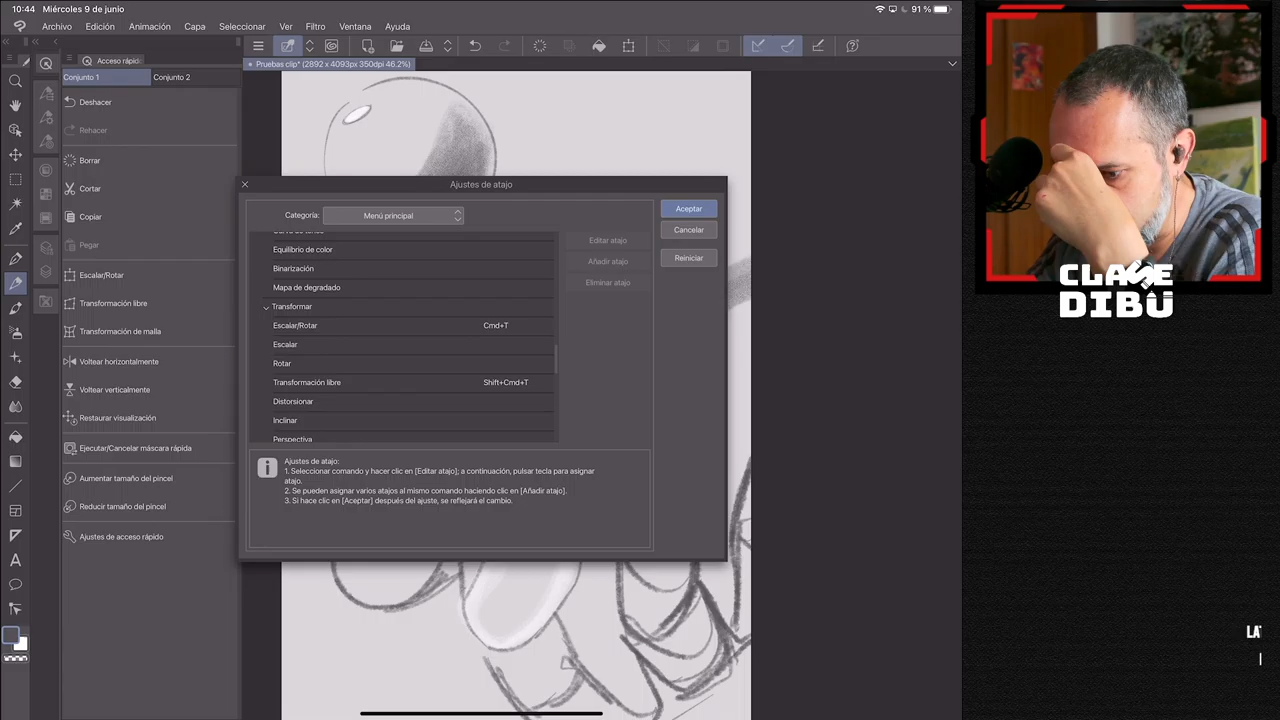 10:44 Miércoles 9 de junio
91 %
Archivo Edición Animación Capa Seleccionar Ver Filtro Ventana Ayuda
Acceso rápido
Pruebas clip* (2892 x 4093px 350dpi 46.2%)
Conjunto 1 Conjunto 2
Deshacer
Rehacer
Borrar
Cortar
Copiar
Pegar
Escalar/Rotar
Transformación libre
Transformación de malla
Voltear horizontalmente
Voltear verticalmente
Restaurar visualización
Ejecutar/Cancelar máscara rápida
Aumentar tamaño del pincel
Reducir tamaño del pincel
Ajustes de acceso rápido
Ajustes de atajo
Categoría: Menú principal
Equilibrio de color
Binarización
Mapa de degradado
Transformar
Escalar/Rotar Cmd+T
Escalar
Rotar
Transformación libre Shift+Cmd+T
Distorsionar
Inclinar
Perspectiva
Editar atajo
Añadir atajo
Eliminar atajo
Aceptar
Cancelar
Reiniciar
Ajustes de atajo:
1. Seleccionar comando y hacer clic en [Editar atajo]; a continuación, pulsar tecla para asignar
atajo.
2. Se pueden asignar varios atajos al mismo comando haciendo clic en [Añadir atajo].
3. Si hace clic en [Aceptar] después del ajuste, se reflejará el cambio.
CLASE
DIBU